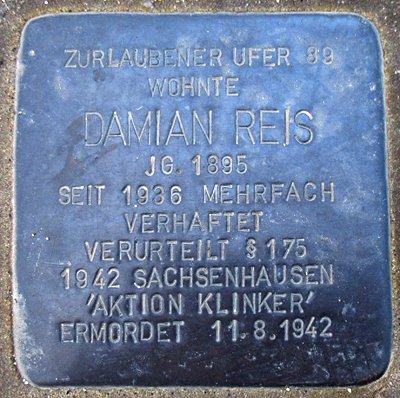 ZURLAUBENER UFER 89
WOHNTE
DAMIAN REIS
JG. 1895
SEIT 1936 MEHRFACH
VERHAFTET
VERURTEILT § 175
1942 SACHSENHAUSEN
'AKTION KLINKER'
ERMORDET 11.8.1942